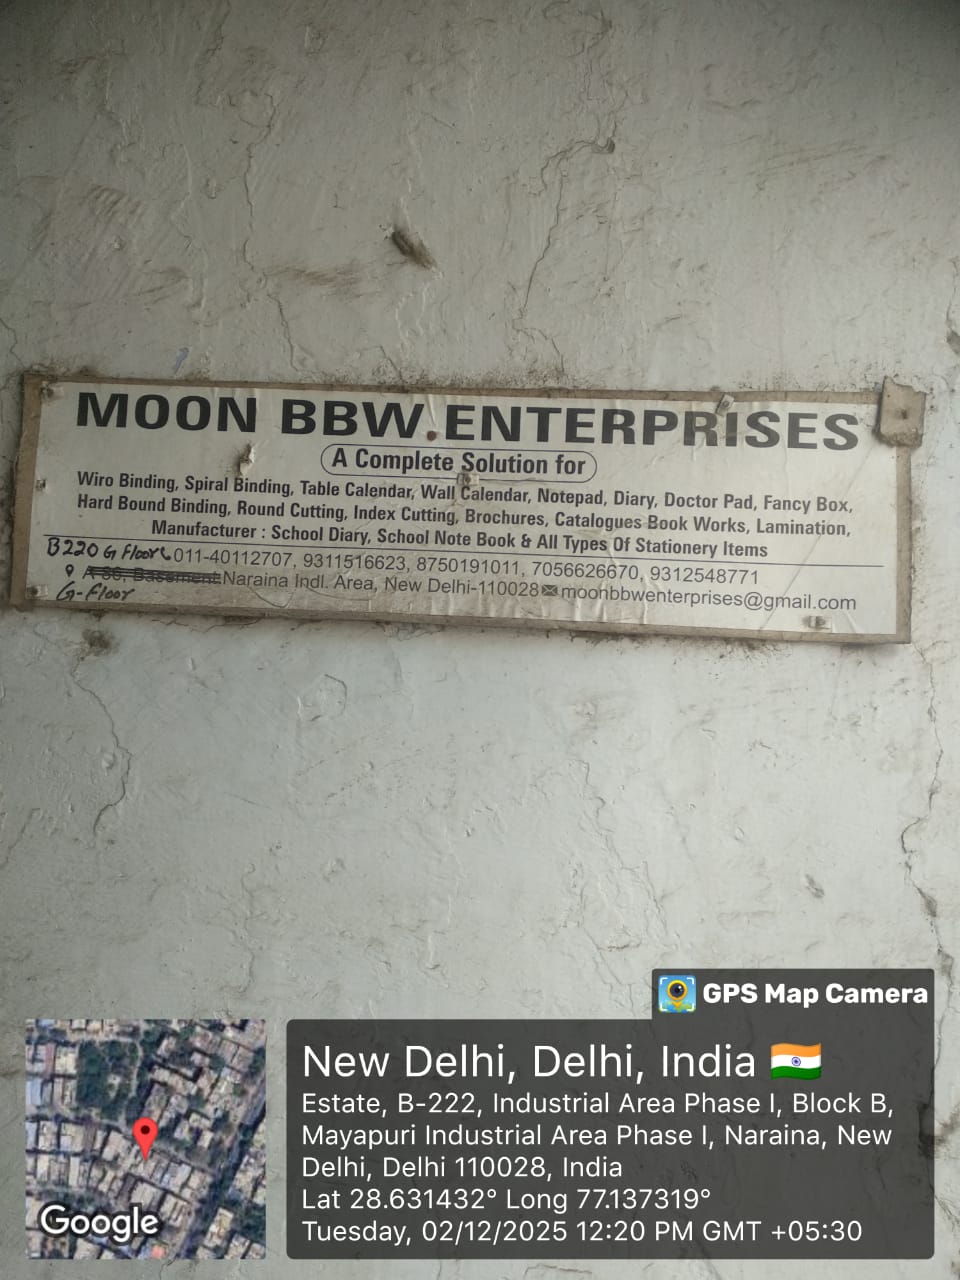 MOON BBW ENTERPRISES
A Complete Solution for
Wiro Binding, Spiral Binding, Table Calendar, Wall Calendar, Notepad, Diary, Doctor Pad, Fancy Box,
Hard Bound Binding, Round Cutting, Index Cutting, Brochures, Catalogues Book Works, Lamination,
Manufacturer : School Diary, School Note Book & All Types Of Stationery Items
B220 G Floor 011-40112707, 9311516623, 8750191011, 7056626670, 9312548771
A-86, Basement Naraina Indl. Area, New Delhi-110028 moonbbwenterprises@gmail.com
G-Floor
GPS Map Camera
New Delhi, Delhi, India
Estate, B-222, Industrial Area Phase I, Block B,
Mayapuri Industrial Area Phase I, Naraina, New
Delhi, Delhi 110028, India
Lat 28.631432° Long 77.137319°
Tuesday, 02/12/2025 12:20 PM GMT +05:30
Google